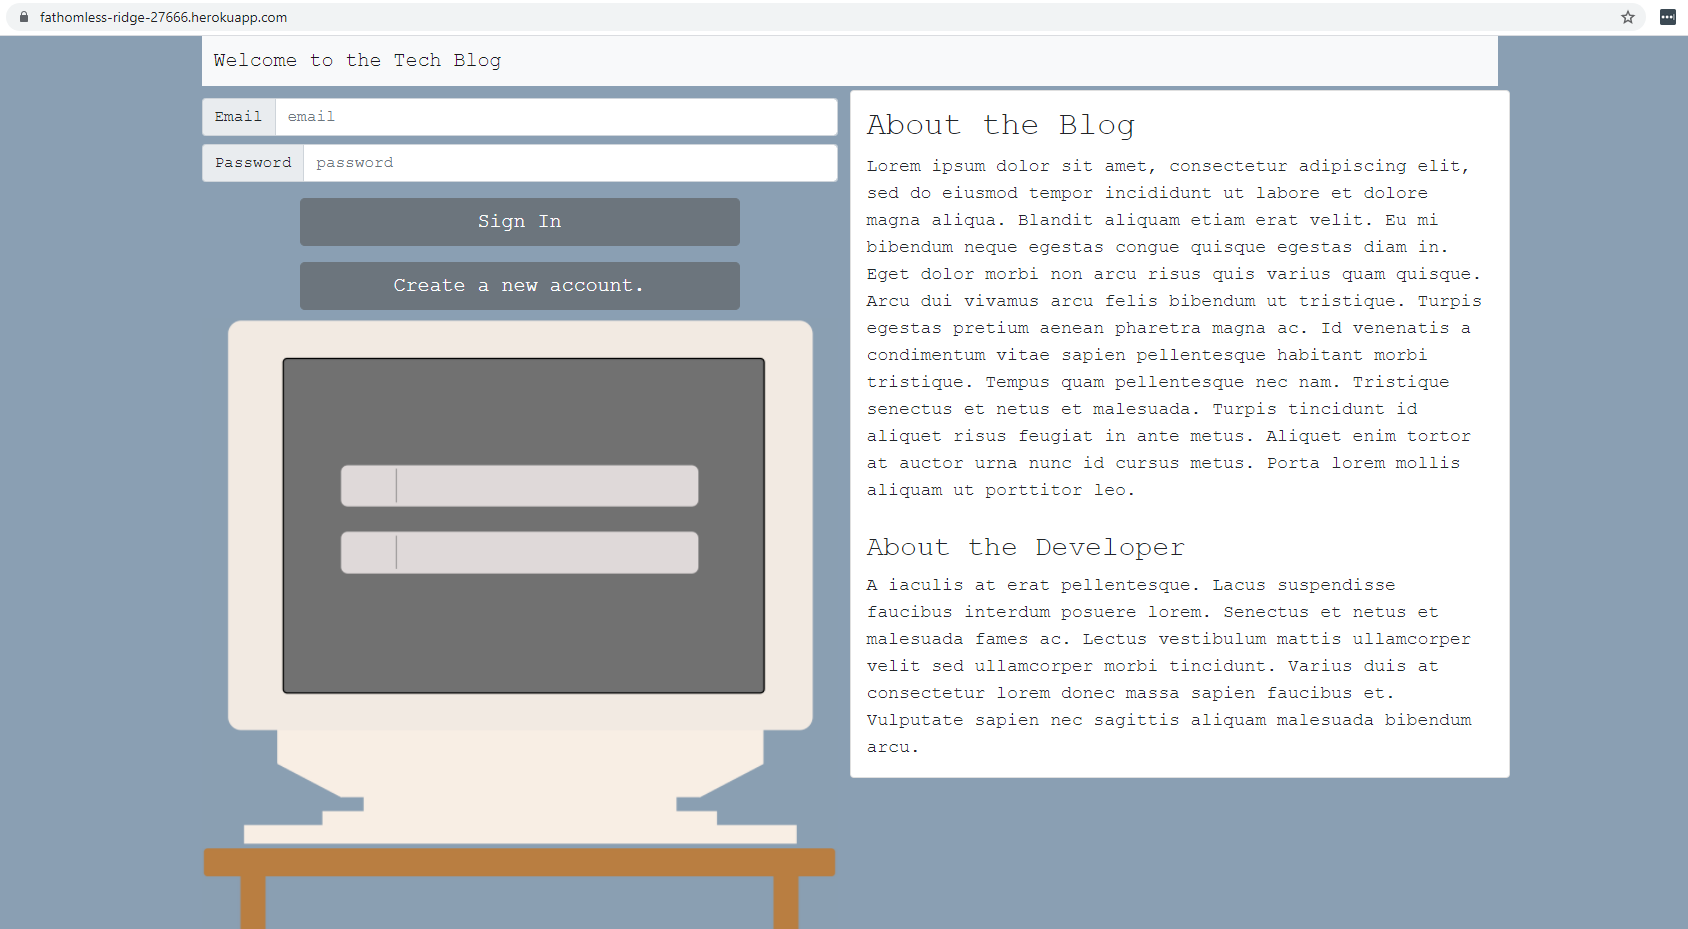 fathomless-ridge-27666.herokuapp.com
Welcome to the Tech Blog
Email
email
Password
password
Sign In
Create a new account.
About the Blog
Lorem ipsum dolor sit amet, consectetur adipiscing elit,
sed do eiusmod tempor incididunt ut labore et dolore
magna aliqua. Blandit aliquam etiam erat velit. Eu mi
bibendum neque egestas congue quisque egestas diam in.
Eget dolor morbi non arcu risus quis varius quam quisque.
Arcu dui vivamus arcu felis bibendum ut tristique. Turpis
egestas pretium aenean pharetra magna ac. Id venenatis a
condimentum vitae sapien pellentesque habitant morbi
tristique. Tempus quam pellentesque nec nam. Tristique
senectus et netus et malesuada. Turpis tincidunt id
aliquet risus feugiat in ante metus. Aliquet enim tortor
at auctor urna nunc id cursus metus. Porta lorem mollis
aliquam ut porttitor leo.
About the Developer
A iaculis at erat pellentesque. Lacus suspendisse
faucibus interdum posuere lorem. Senectus et netus et
malesuada fames ac. Lectus vestibulum mattis ullamcorper
velit sed ullamcorper morbi tincidunt. Varius duis at
consectetur lorem donec massa sapien faucibus et.
Vulputate sapien nec sagittis aliquam malesuada bibendum
arcu.